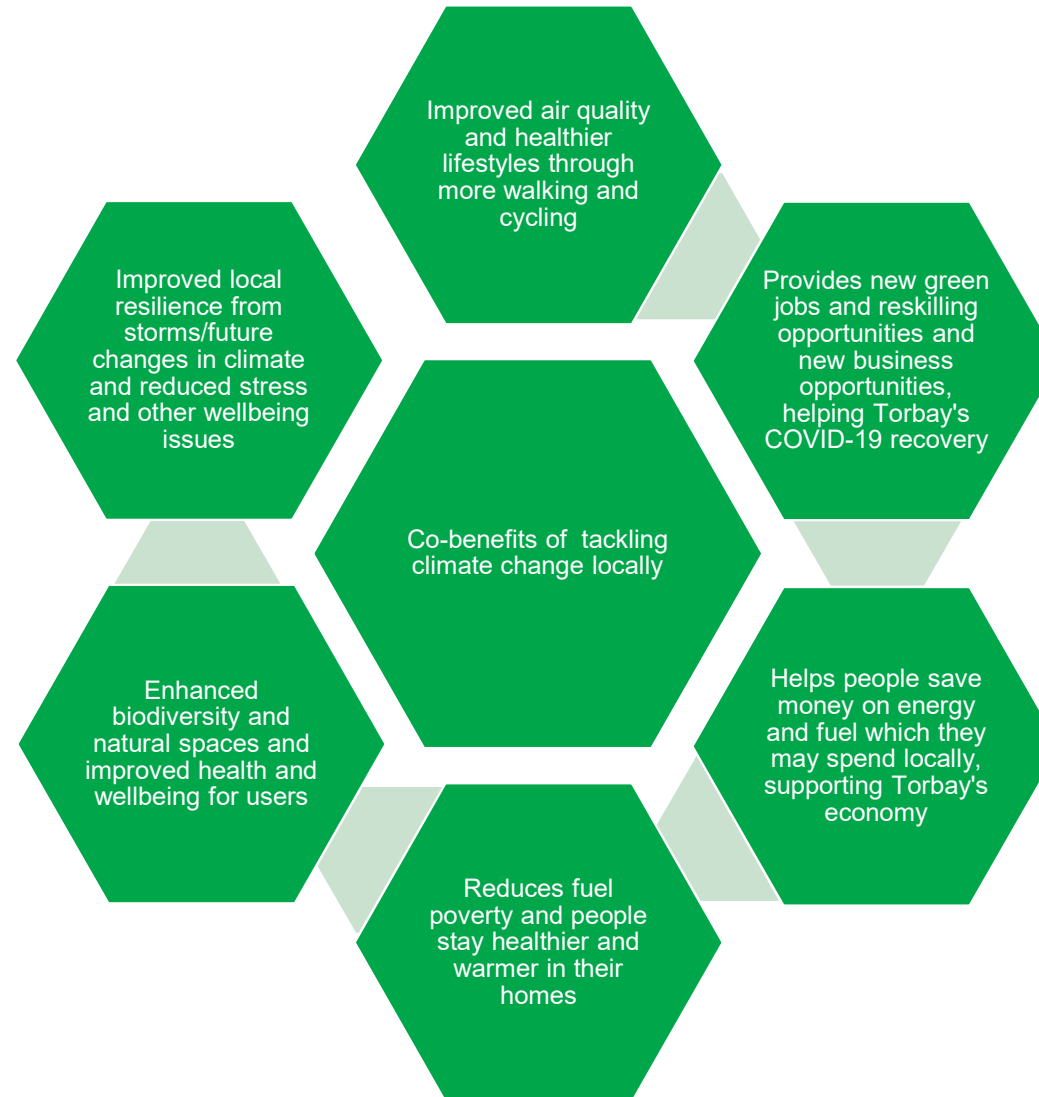 Improved air quality
and healthier
lifestyles through
more walking and
cycling
Provides new green
jobs and reskilling
opportunities and
new business
opportunities,
helping Torbay's
COVID-19 recovery
Helps people save
money on energy
and fuel which they
may spend locally,
supporting Torbay's
economy
Reduces fuel
poverty and people
stay healthier and
warmer in their
homes
Enhanced
biodiversity and
natural spaces and
improved health and
wellbeing for users
Improved local
resilience from
storms/future
changes in climate
and reduced stress
and other wellbeing
issues
Co-benefits of  tackling
climate change locally